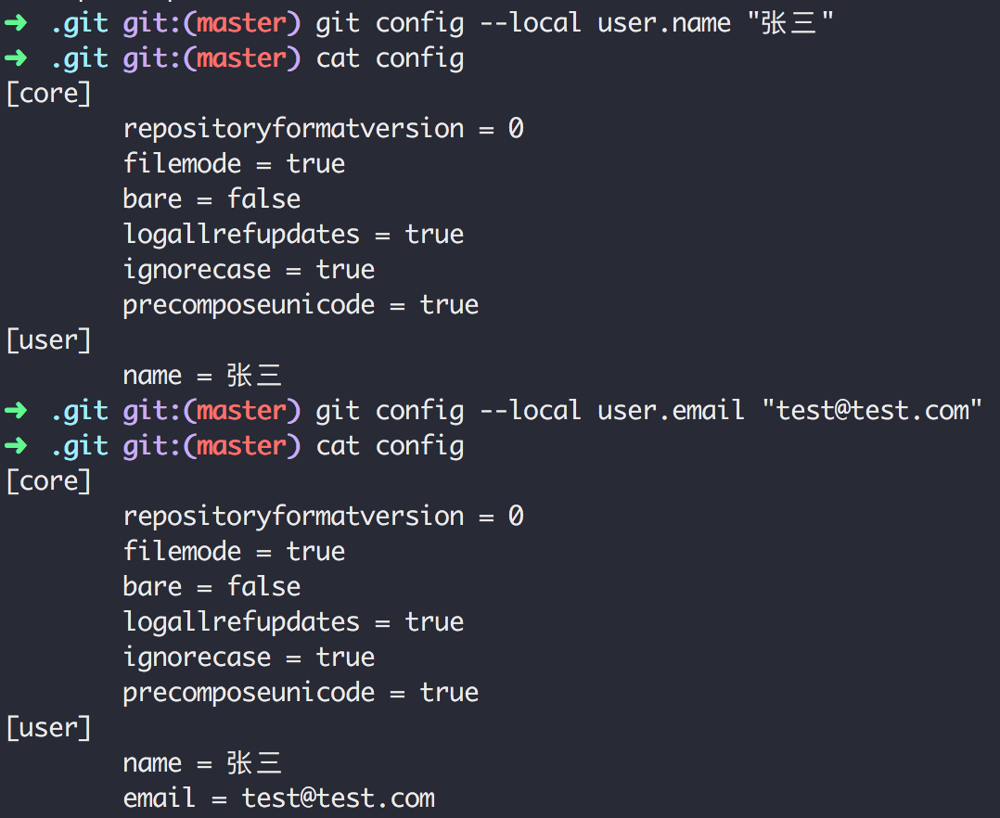 ➜  .git git:(master) git config --local user.name "张三"
➜  .git git:(master) cat config
[core]
        repositoryformatversion = 0
        filemode = true
        bare = false
        logallrefupdates = true
        ignorecase = true
        precomposeunicode = true
[user]
        name = 张三
➜  .git git:(master) git config --local user.email "test@test.com"
➜  .git git:(master) cat config
[core]
        repositoryformatversion = 0
        filemode = true
        bare = false
        logallrefupdates = true
        ignorecase = true
        precomposeunicode = true
[user]
        name = 张三
        email = test@test.com